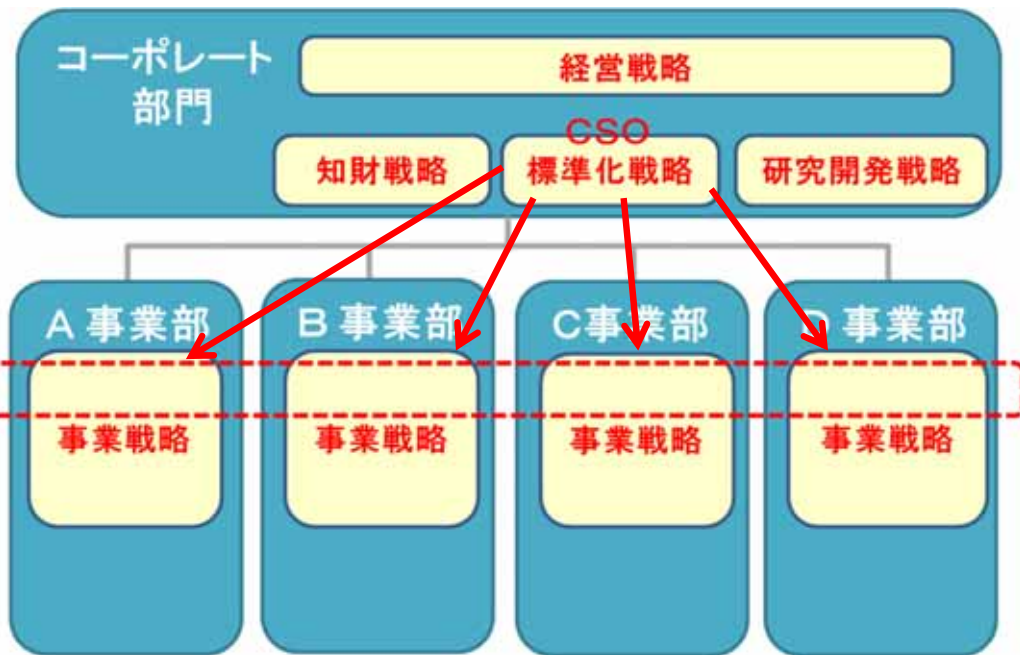 コーポレート
部門
経営戦略
CSO
知財戦略
標準化戦略
研究開発戦略
A 事業部
B 事業部
C事業部
D 事業部
事業戦略
事業戦略
事業戦略
事業戦略